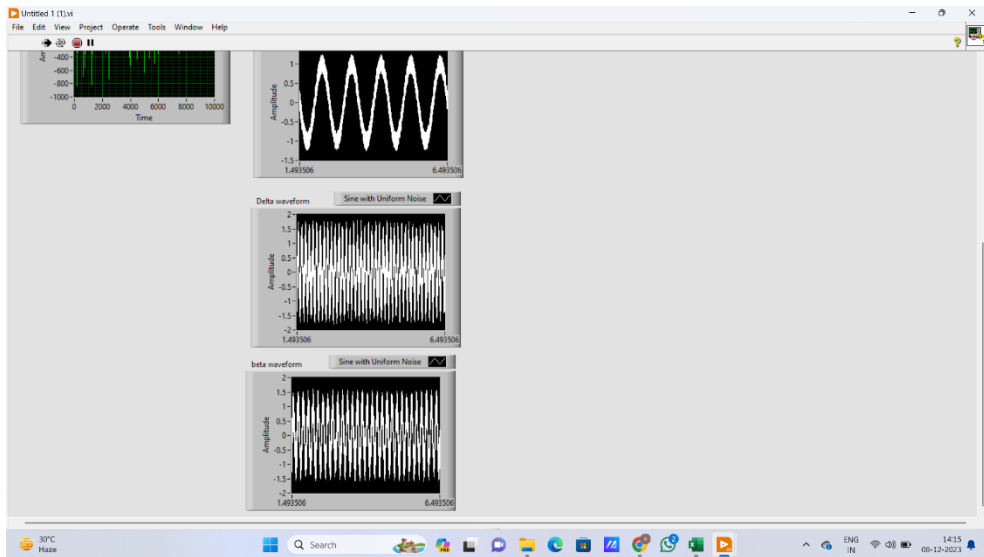 Untitled 1 (1).vi
File Edit View Project Operate Tools Window Help
-400
-600
-800
-1000
0 2000 4000 6000 8000 10000
Time
1
0.5
0
-0.5
-1
-1.5
Amplitude
1.493506 6.493506
Delta waveform
Sine with Uniform Noise
2
1.5
1
0.5
0
-0.5
-1
-1.5
-2
Amplitude
1.493506 6.493506
beta waveform
Sine with Uniform Noise
2
1.5
1
0.5
0
-0.5
-1
-1.5
-2
Amplitude
1.493506 6.493506
30°C
Haze
Search
ENG
IN
14:15
08-12-2023